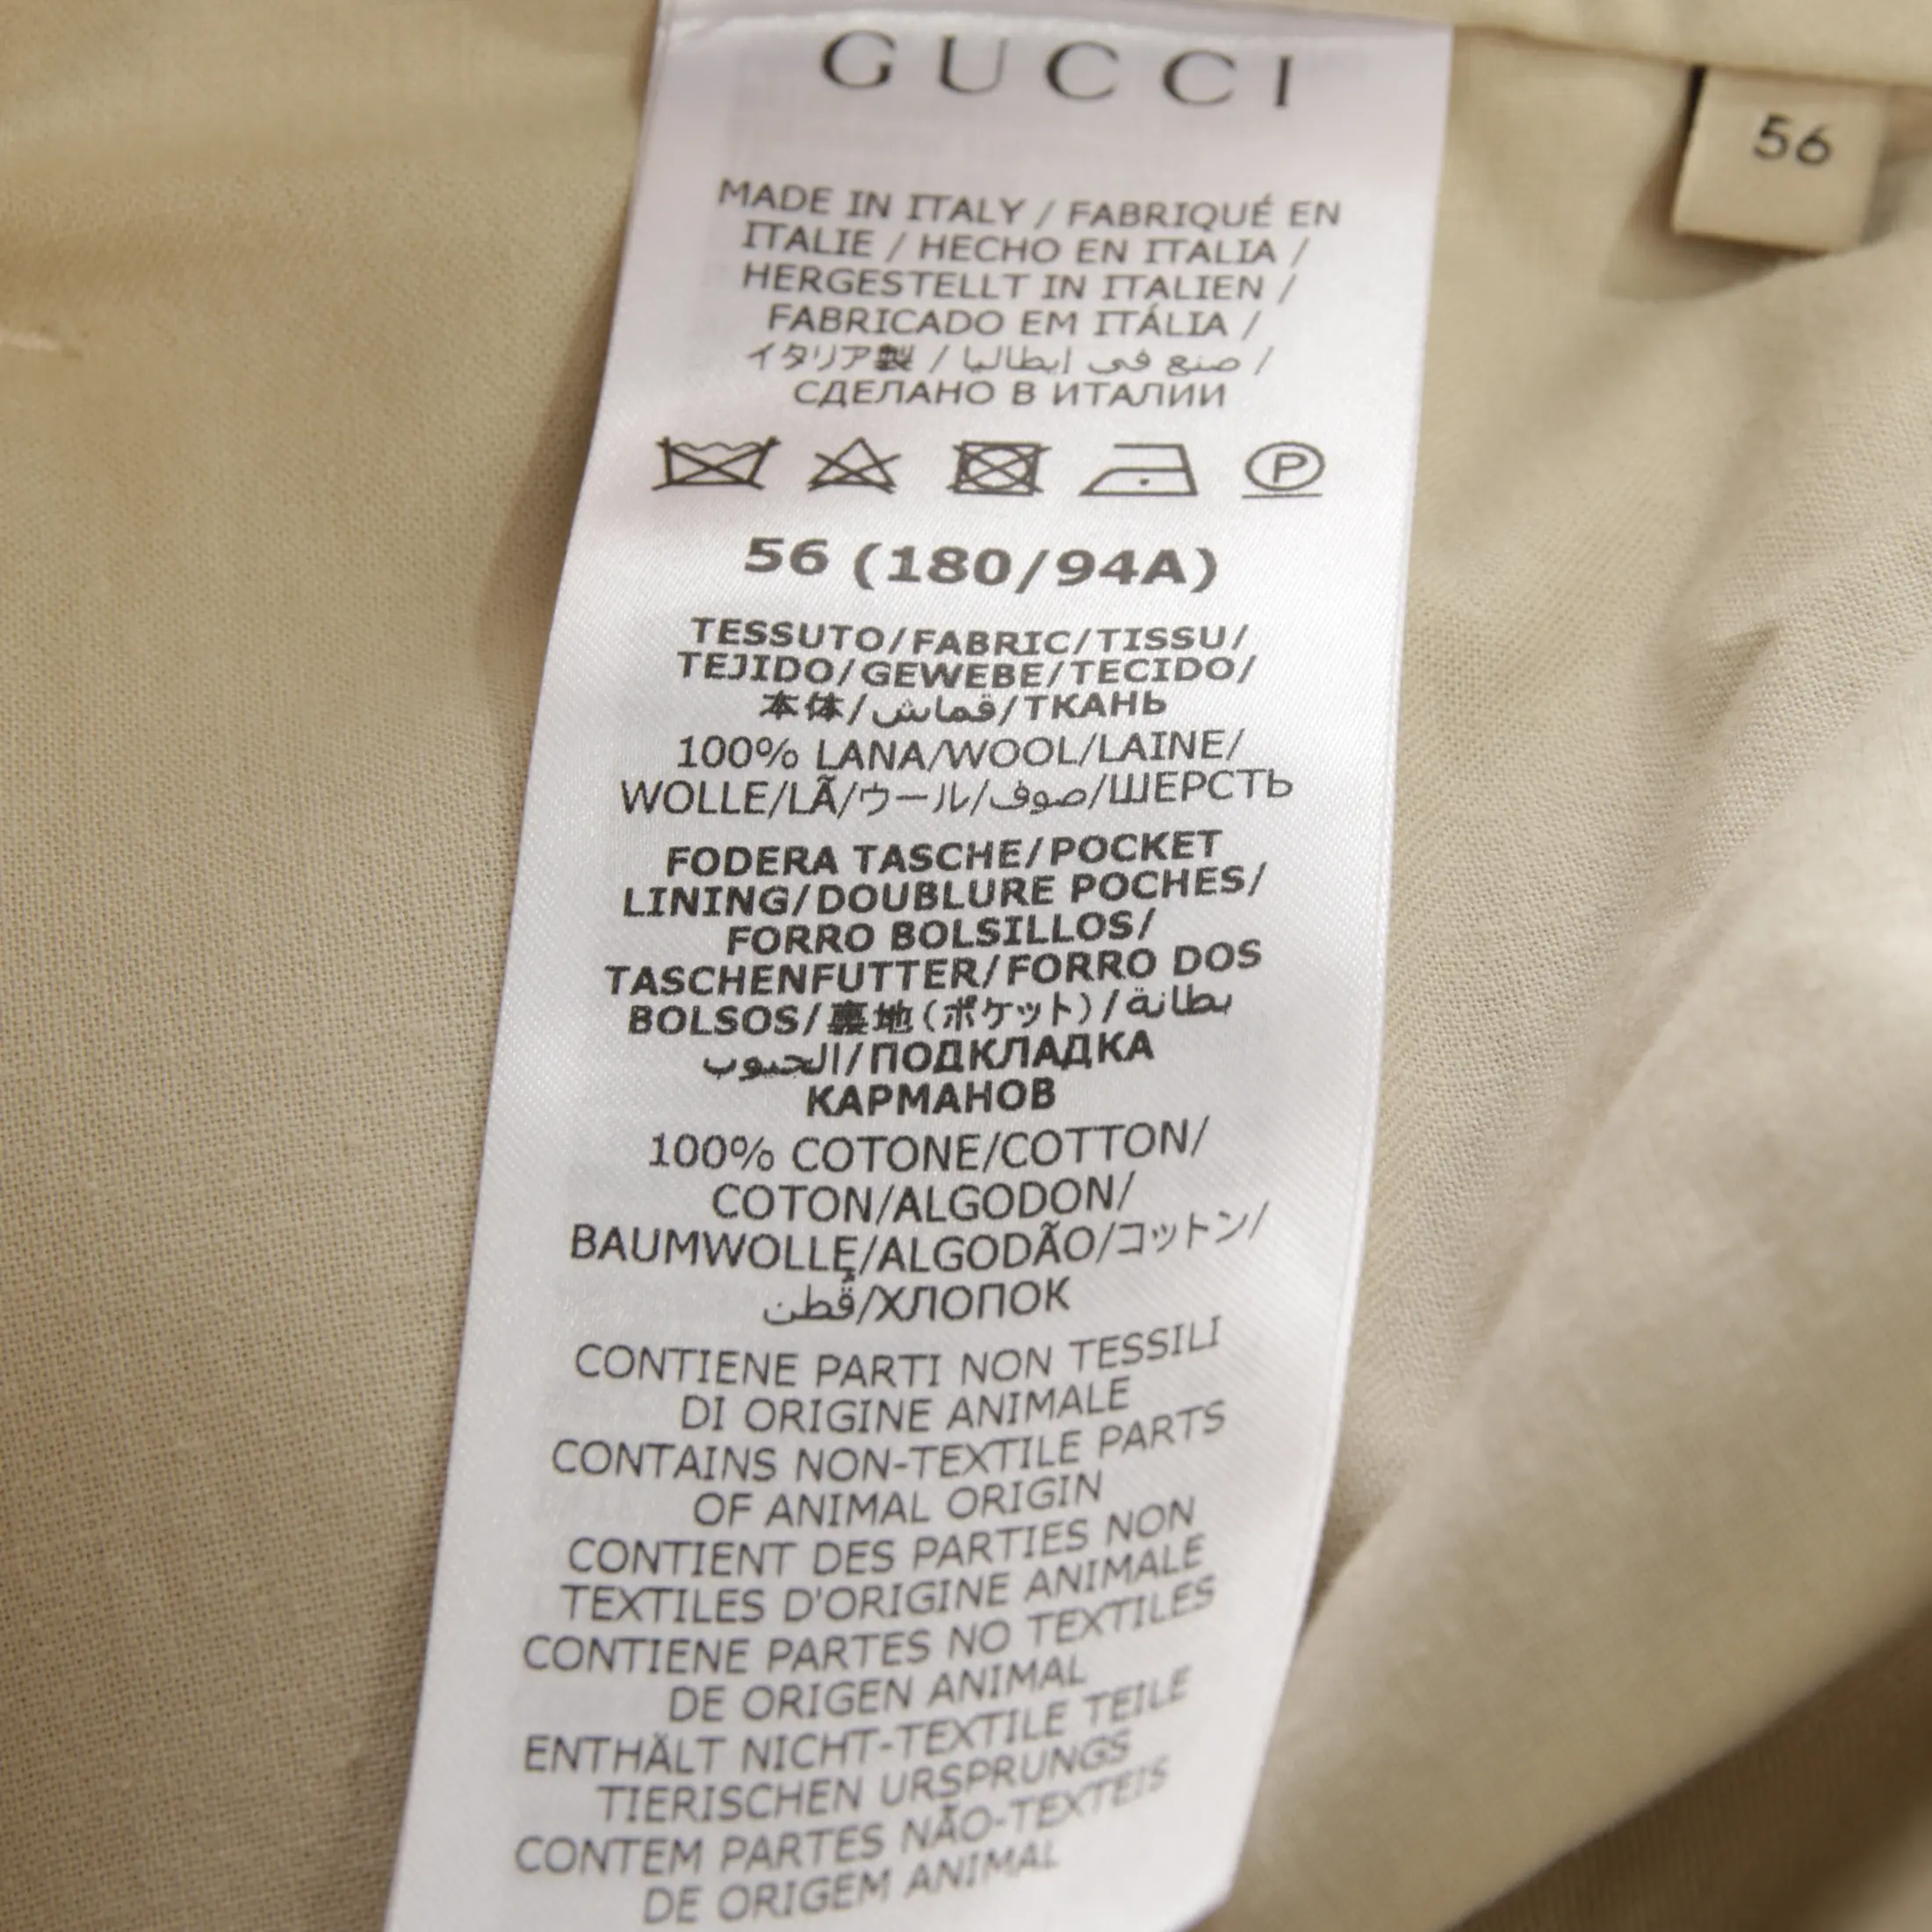 GUCCI
56
MADE IN ITALY / FABRIQUÉ EN
ITALIE / HECHO EN ITALIA /
HERGESTELLT IN ITALIEN /
FABRICADO EM ITÁLIA /
イタリア製 / صنع في إيطاليا /
СДЕЛАНО В ИТАЛИИ
P
56 (180/94A)
TESSUTO/FABRIC/TISSU/
TEJIDO/GEWEBE/TECIDO/
本体/قماش/ТКАНЬ
100% LANA/WOOL/LAINE/
WOLLE/LÃ/ウール/صوف/ШЕРСТЬ
FODERA TASCHE/POCKET
LINING/DOUBLURE POCHES/
FORRO BOLSILLOS/
TASCHENFUTTER/FORRO DOS
BOLSOS/裏地(ポケット)/بطانة
الجيوب/ПОДКЛАДКА
КАРМАНОВ
100% COTONE/COTTON/
COTON/ALGODON/
BAUMWOLLE/ALGODÃO/コットン/
قُطن/ХЛОПОК
CONTIENE PARTI NON TESSILI
DI ORIGINE ANIMALE
CONTAINS NON-TEXTILE PARTS
OF ANIMAL ORIGIN
CONTIENT DES PARTIES NON
TEXTILES D'ORIGINE ANIMALE
CONTIENE PARTES NO TEXTILES
DE ORIGEN ANIMAL
ENTHÄLT NICHT-TEXTILE TEILE
TIERISCHEN URSPRUNGS
CONTEM PARTES NÃO-TEXTEIS
DE ORIGEM ANIMAL